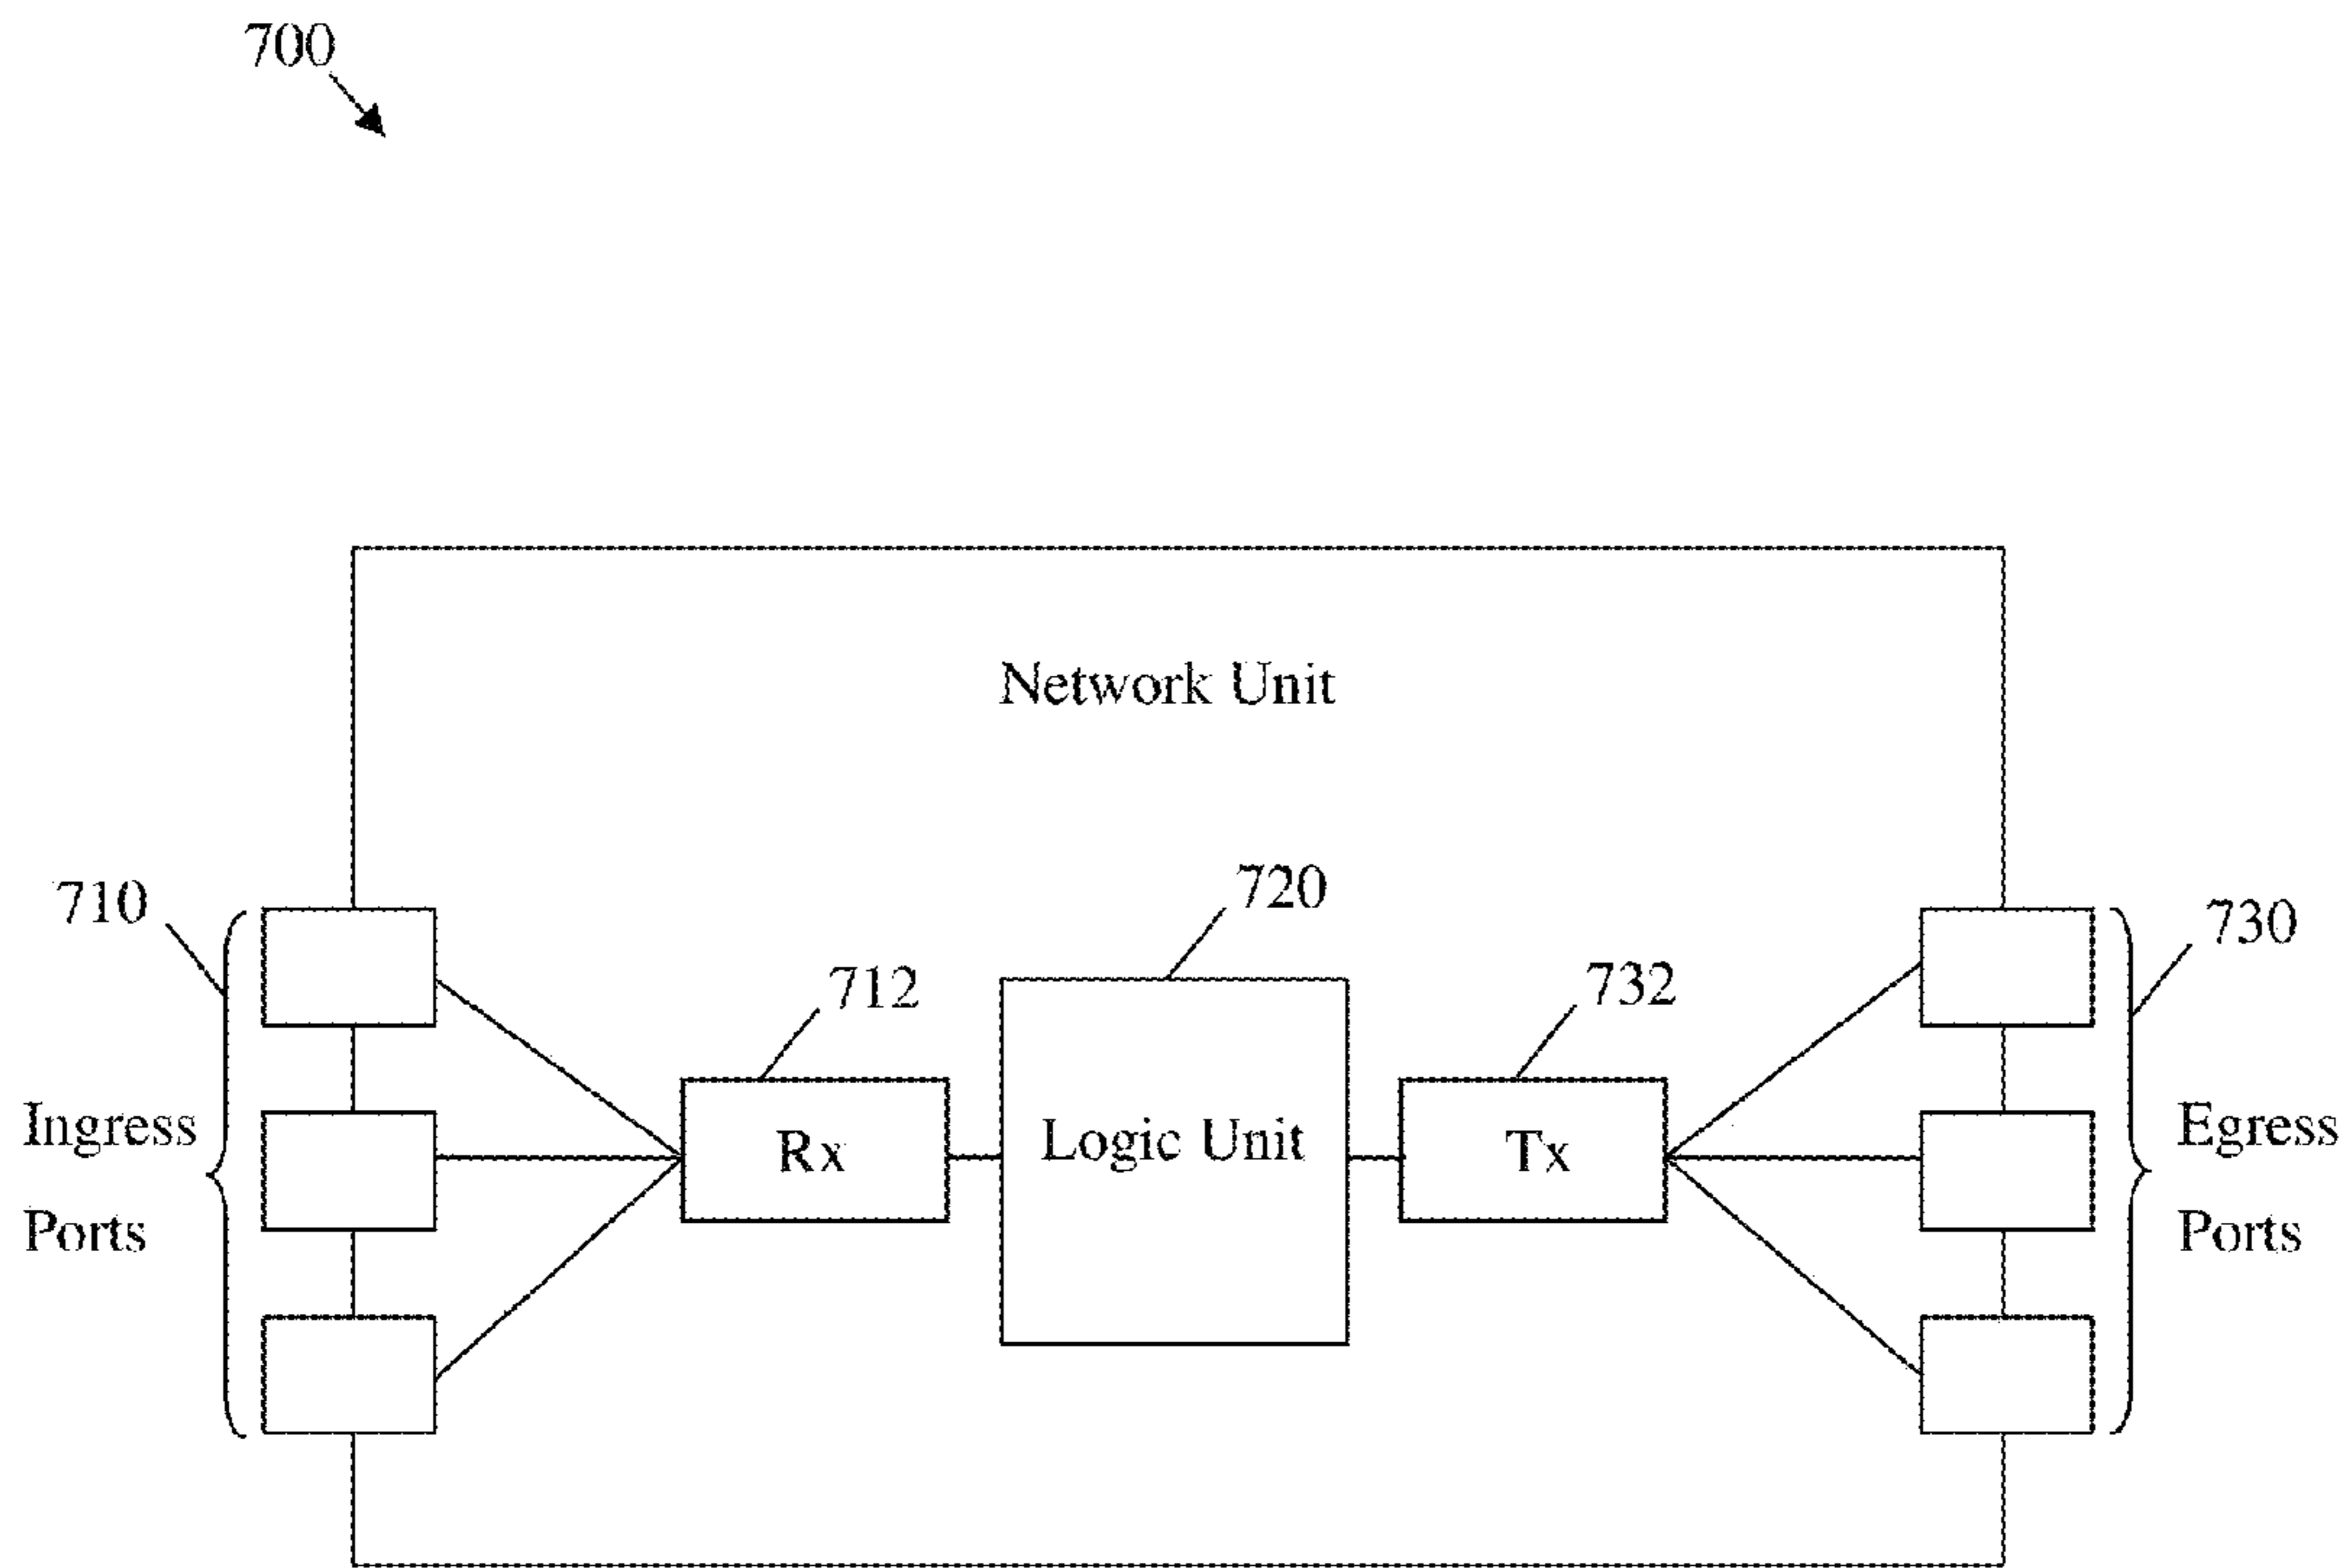 700
Network Unit
710
720
730
712
732
Ingress
Ports
Rx
Logic Unit
Tx
Egress
Ports